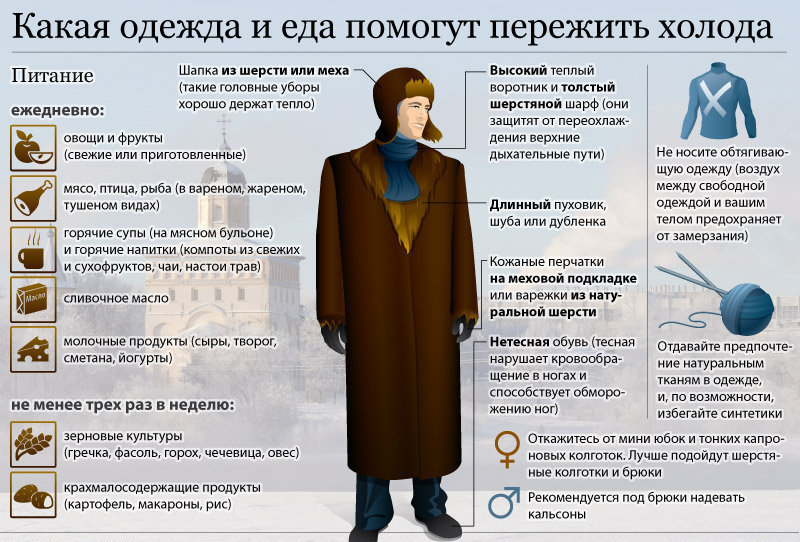 Какая одежда и еда помогут пережить холода
Питание
ежедневно:
овощи и фрукты
(свежие или приготовленные)
мясо, птица, рыба (в вареном, жареном,
тушеном видах)
горячие супы (на мясном бульоне)
и горячие напитки (компоты из свежих
и сухофруктов, чаи, настои трав)
Масло
сливочное масло
молочные продукты (сыры, творог,
сметана, йогурты)
не менее трех раз в неделю:
зерновые культуры
(гречка, фасоль, горох, чечевица, овес)
крахмалосодержащие продукты
(картофель, макароны, рис)
Шапка из шерсти или меха
(такие головные уборы
хорошо держат тепло)
Высокий теплый
воротник и толстый
шерстяной шарф (они
защитят от переохлаж-
дения верхние
дыхательные пути)
Длинный пуховик,
шуба или дубленка
Кожаные перчатки
на меховой подкладке
или варежки из нату-
ральной шерсти
Нетесная обувь (тесная
нарушает кровообра-
щение в ногах и
способствует обморо-
жению ног)
Не носите обтягиваю-
щую одежду (воздух
между свободной
одеждой и вашим
телом предохраняет
от замерзания)
Отдавайте предпочте-
ние натуральным
тканям в одежде,
и, по возможности,
избегайте синтетики
Откажитесь от мини юбок и тонких капро-
новых колготок. Лучше подойдут шерстя-
ные колготки и брюки
Рекомендуется под брюки надевать
кальсоны